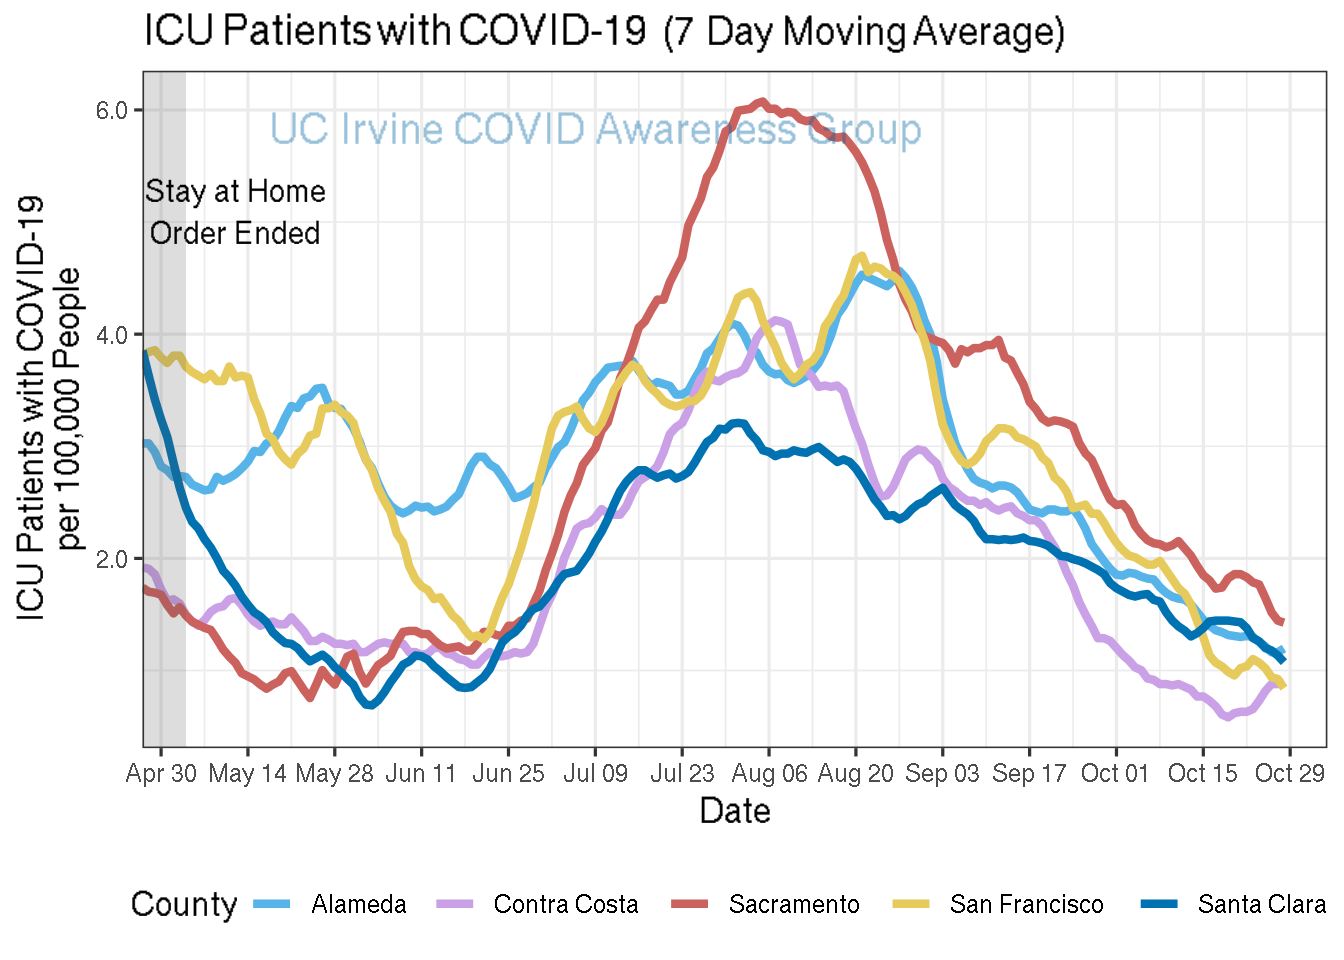 ICU Patients with COVID-19 (7 Day Moving Average)
UC Irvine COVID Awareness Group
Stay at Home
Order Ended
ICU Patients with COVID-19
per 100,000 People
6.0
4.0
2.0
Apr 30 May 14 May 28 Jun 11 Jun 25 Jul 09 Jul 23 Aug 06 Aug 20 Sep 03 Sep 17 Oct 01 Oct 15 Oct 29
Date
County Alameda Contra Costa Sacramento San Francisco Santa Clara